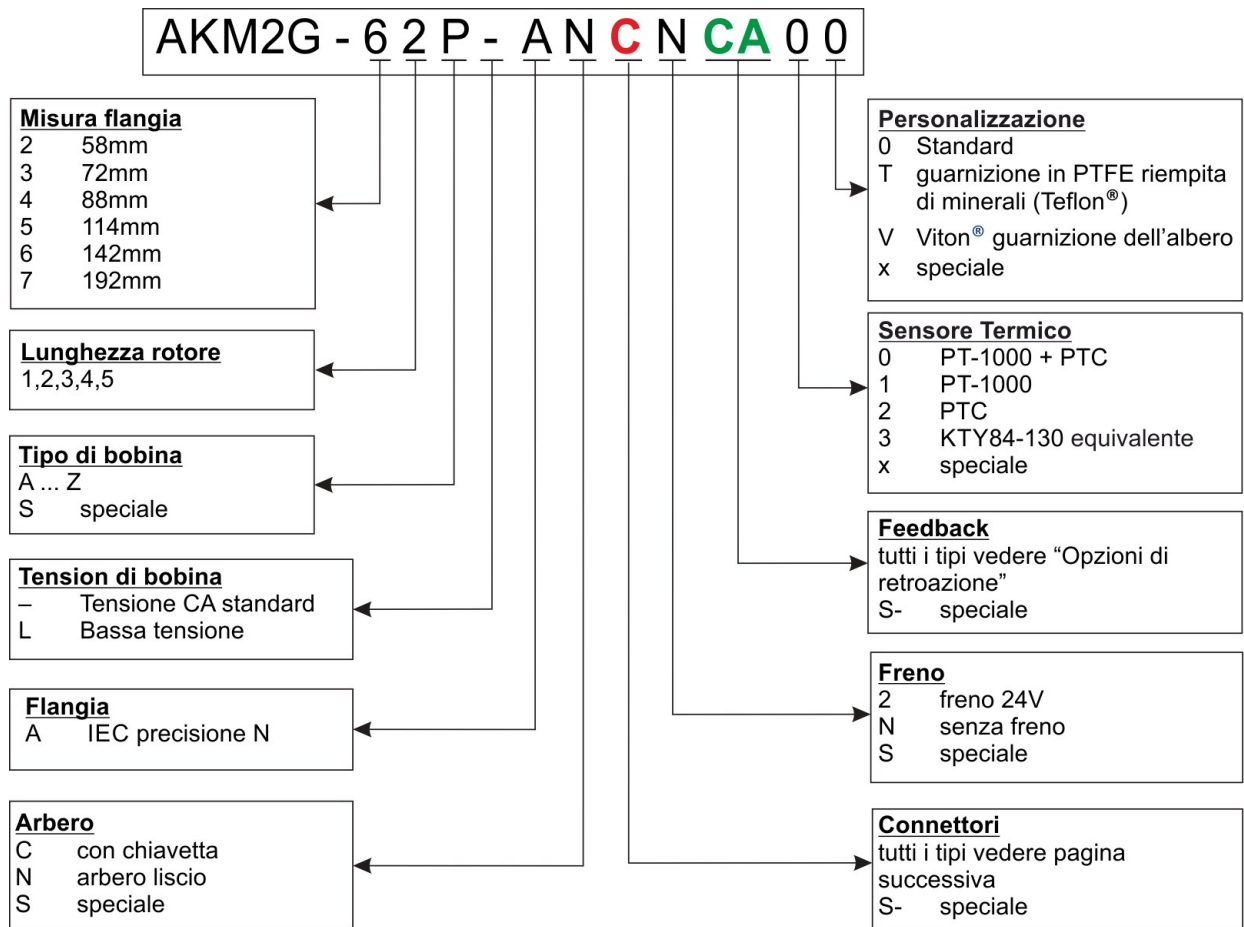 AKM2G - 6 2 P - A N C N CA 0 0
Misura flangia
2 58mm
3 72mm
4 88mm
5 114mm
6 142mm
7 192mm
Lunghezza rotore
1,2,3,4,5
Tipo di bobina
A ... Z
S speciale
Tension di bobina
– Tensione CA standard
L Bassa tensione
Flangia
A IEC precisione N
Arbero
C con chiavetta
N arbero liscio
S speciale
Personalizzazione
0 Standard
T guarnizione in PTFE riempita
di minerali (Teflon®)
V Viton® guarnizione dell'albero
x speciale
Sensore Termico
0 PT-1000 + PTC
1 PT-1000
2 PTC
3 KTY84-130 equivalente
x speciale
Feedback
tutti i tipi vedere “Opzioni di
retroazione”
S- speciale
Freno
2 freno 24V
N senza freno
S speciale
Connettori
tutti i tipi vedere pagina
successiva
S- speciale